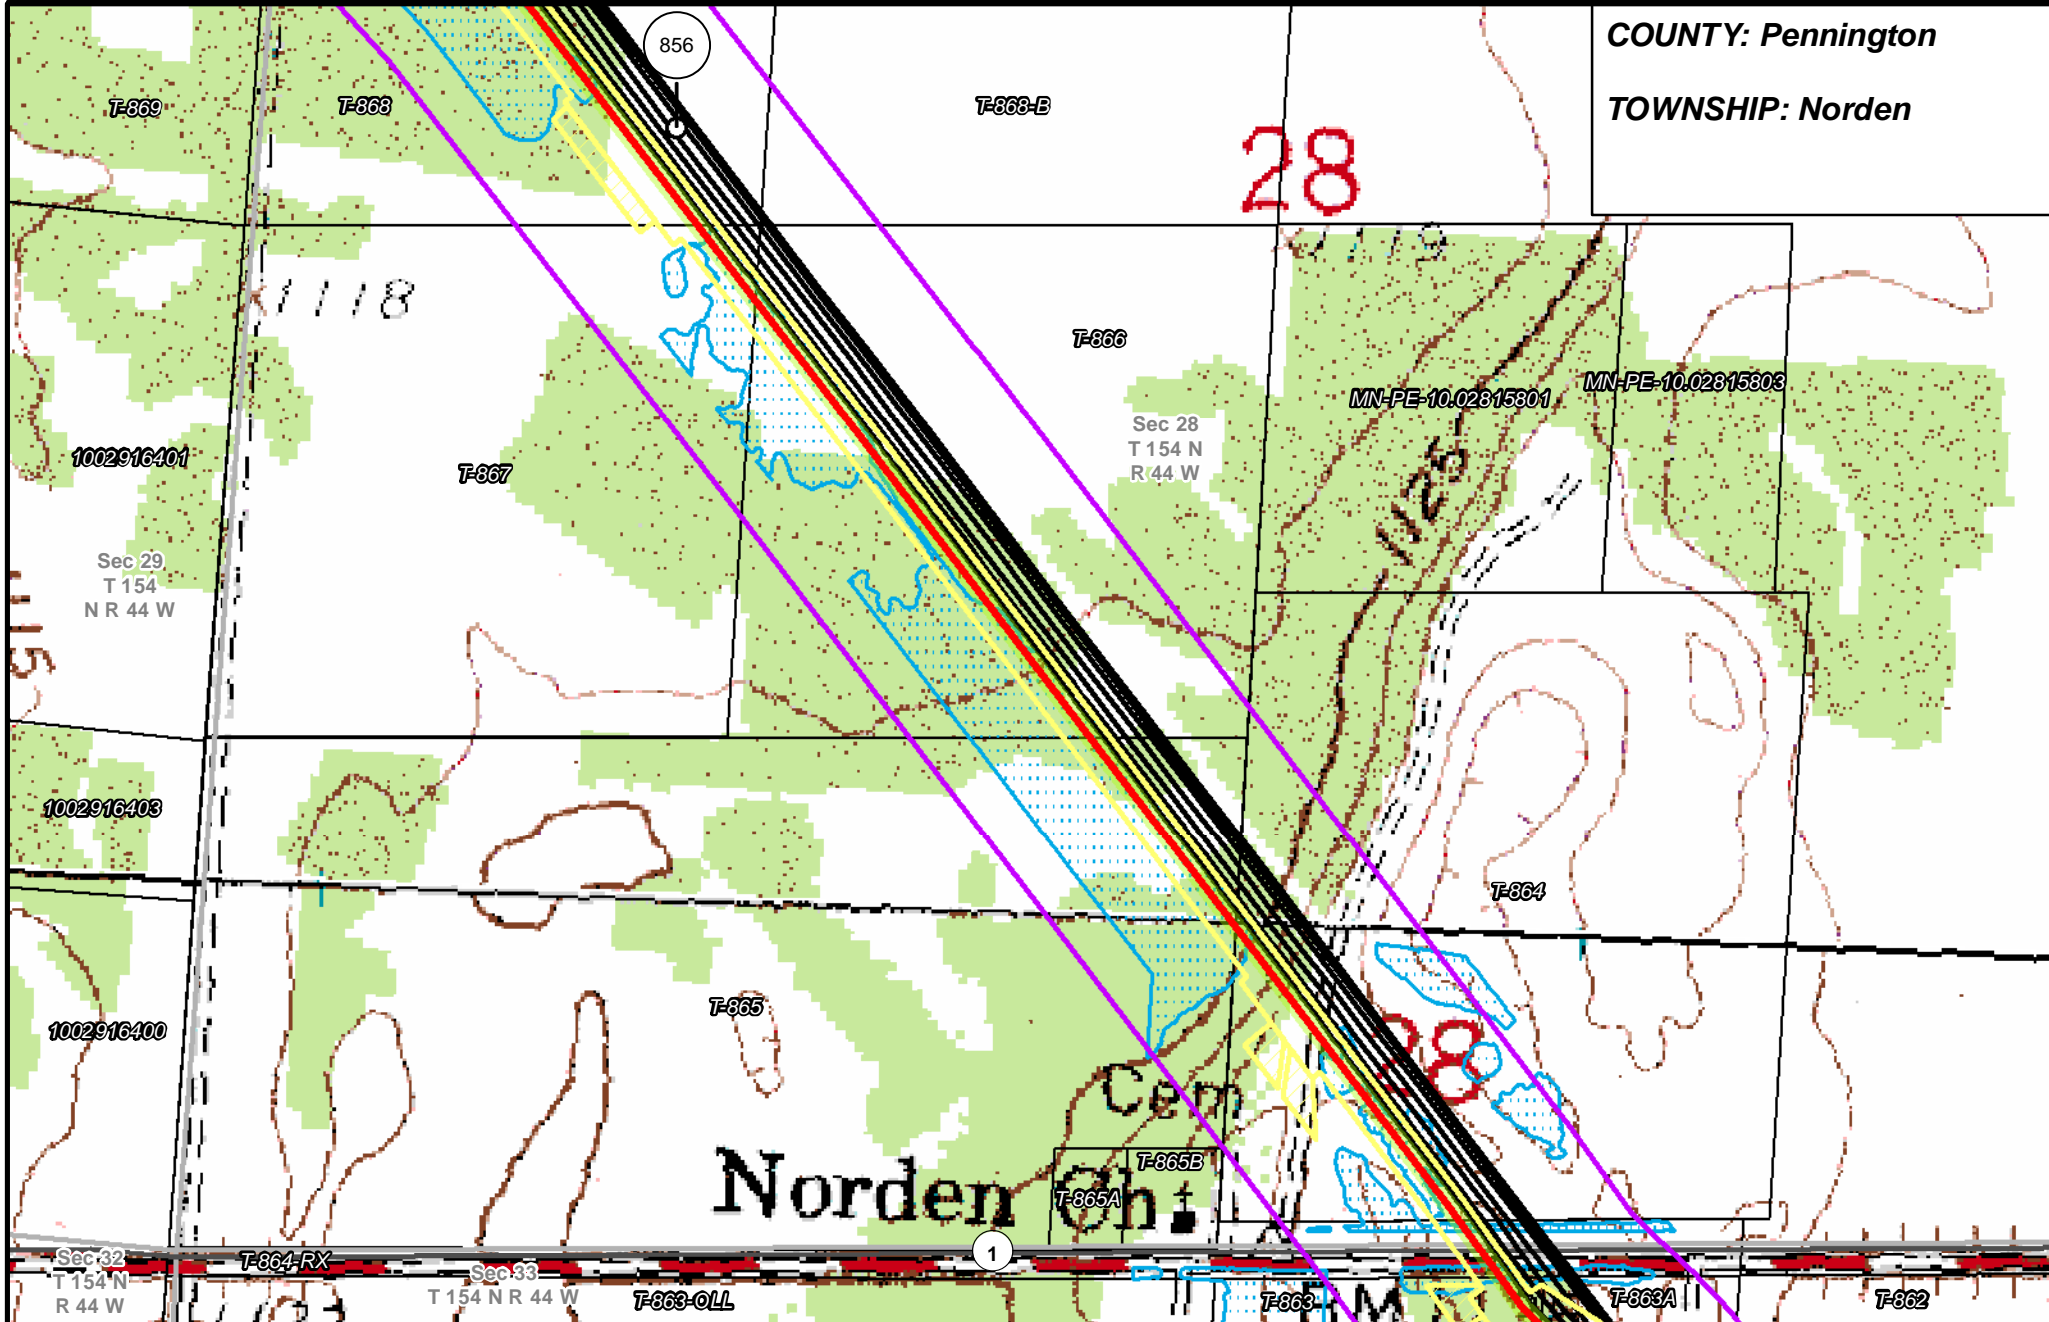 COUNTY: Pennington
TOWNSHIP: Norden
856
T-869
T-868
T-868-B
28
1119
1118
T-866
MN-PE-10.02815801
MN-PE-10.02815803
Sec 28
T 154 N
R 44 W
1002916401
T-867
1125
Sec 29
T 154
N R 44 W
1115
1002916403
T-864
T-865
1002916400
28
Cem
Norden Ch
T-865B
T-865A
1
T-864-RX
Sec 32
T 154 N
R 44 W
Sec 33
T 154 N R 44 W
T-863-OLL
T-863
T-863A
T-862